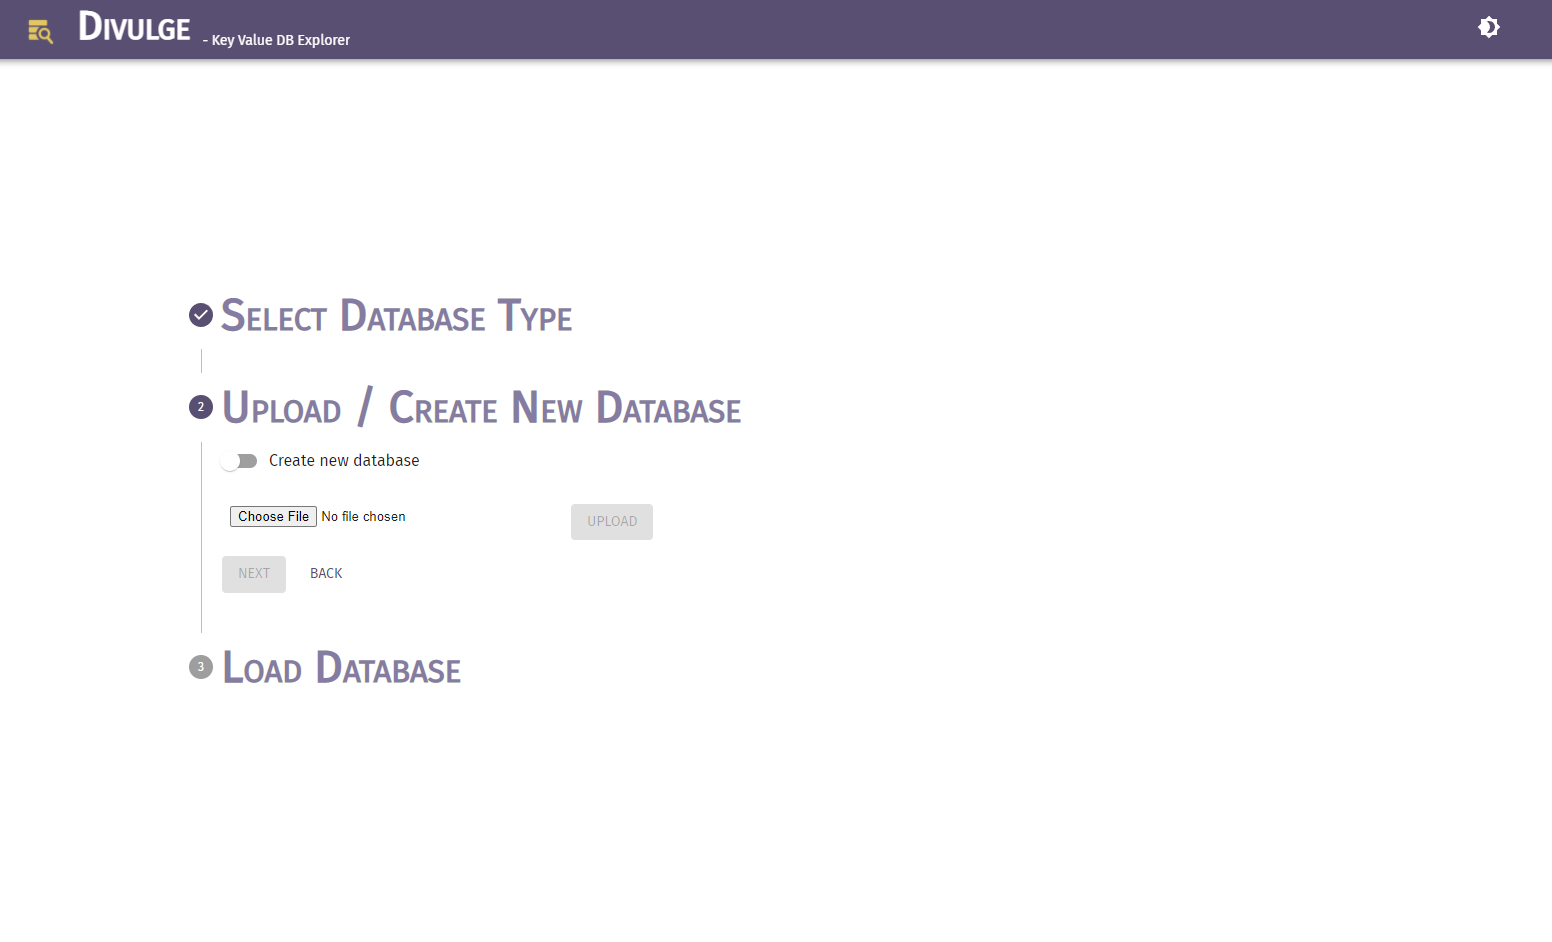 Divulge - Key Value DB Explorer
Select Database Type
2 Upload / Create New Database
Create new database
Choose File No file chosen
UPLOAD
NEXT BACK
3 Load Database